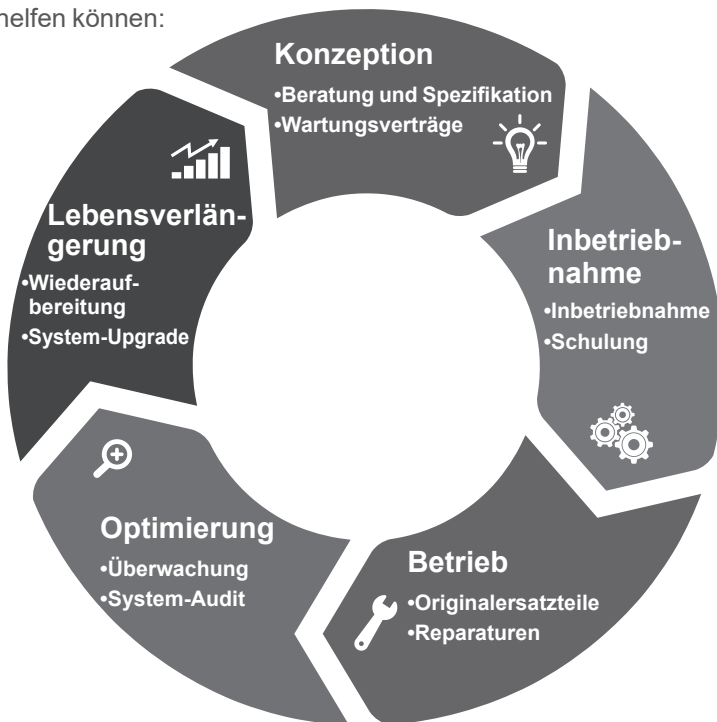 helfen können:
Konzeption
•Beratung und Spezifikation
•Wartungsverträge
Inbetrieb-
nahme
•Inbetriebnahme
•Schulung
Betrieb
•Originalersatzteile
•Reparaturen
Optimierung
•Überwachung
•System-Audit
Lebensverlän-
gerung
•Wiederauf-
bereitung
•System-Upgrade